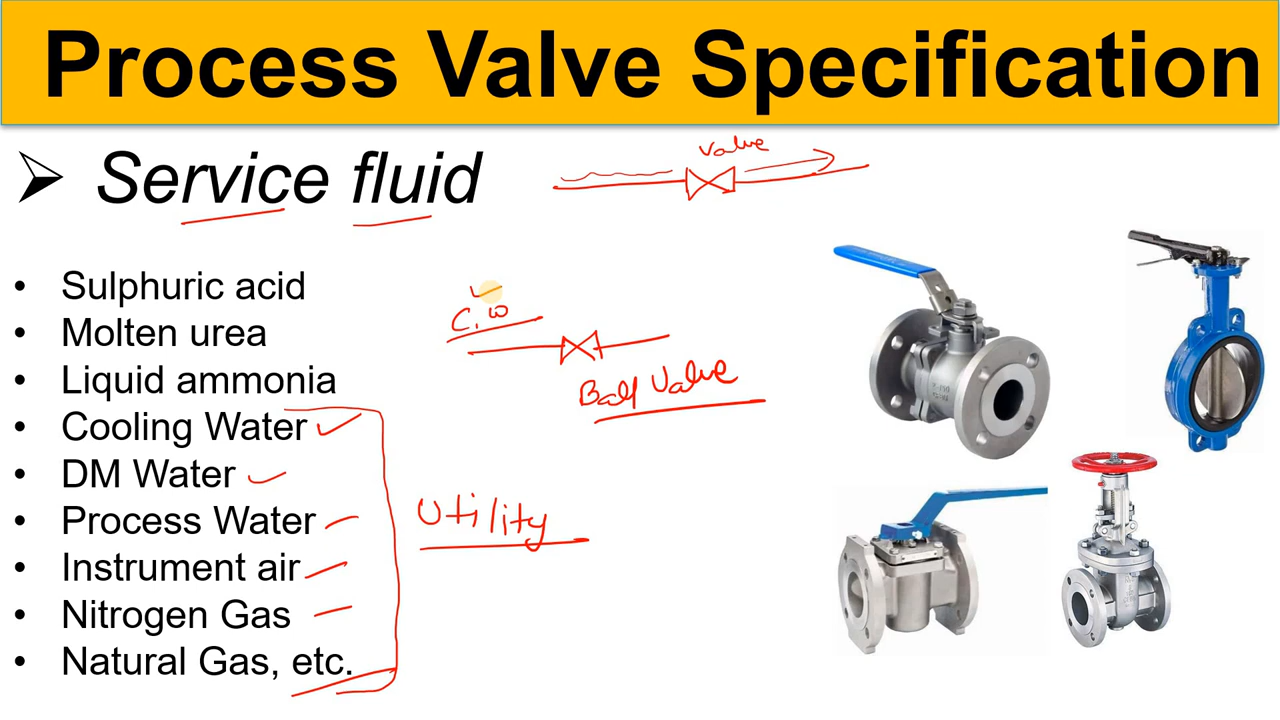 Process Valve Specification
➤ Service fluid
Valve
• Sulphuric acid
• Molten urea
• Liquid ammonia
• Cooling Water
• DM Water
• Process Water
• Instrument air
• Nitrogen Gas
• Natural Gas, etc.
C.W
Ball Valve
Utility